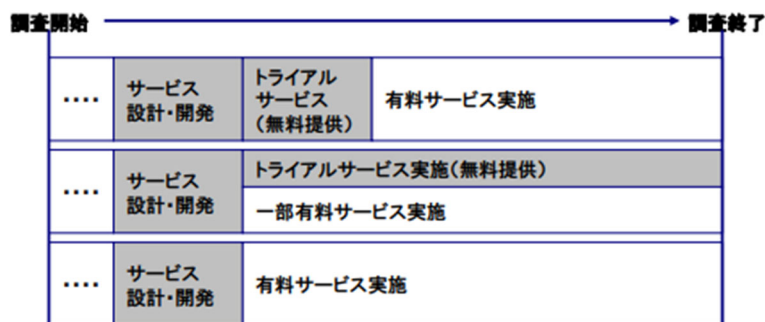 調査開始
調査終了
‥‥
サービス
設計・開発
トライアル
サービス
（無料提供）
有料サービス実施
‥‥
サービス
設計・開発
トライアルサービス実施（無料提供）
一部有料サービス実施
‥‥
サービス
設計・開発
有料サービス実施